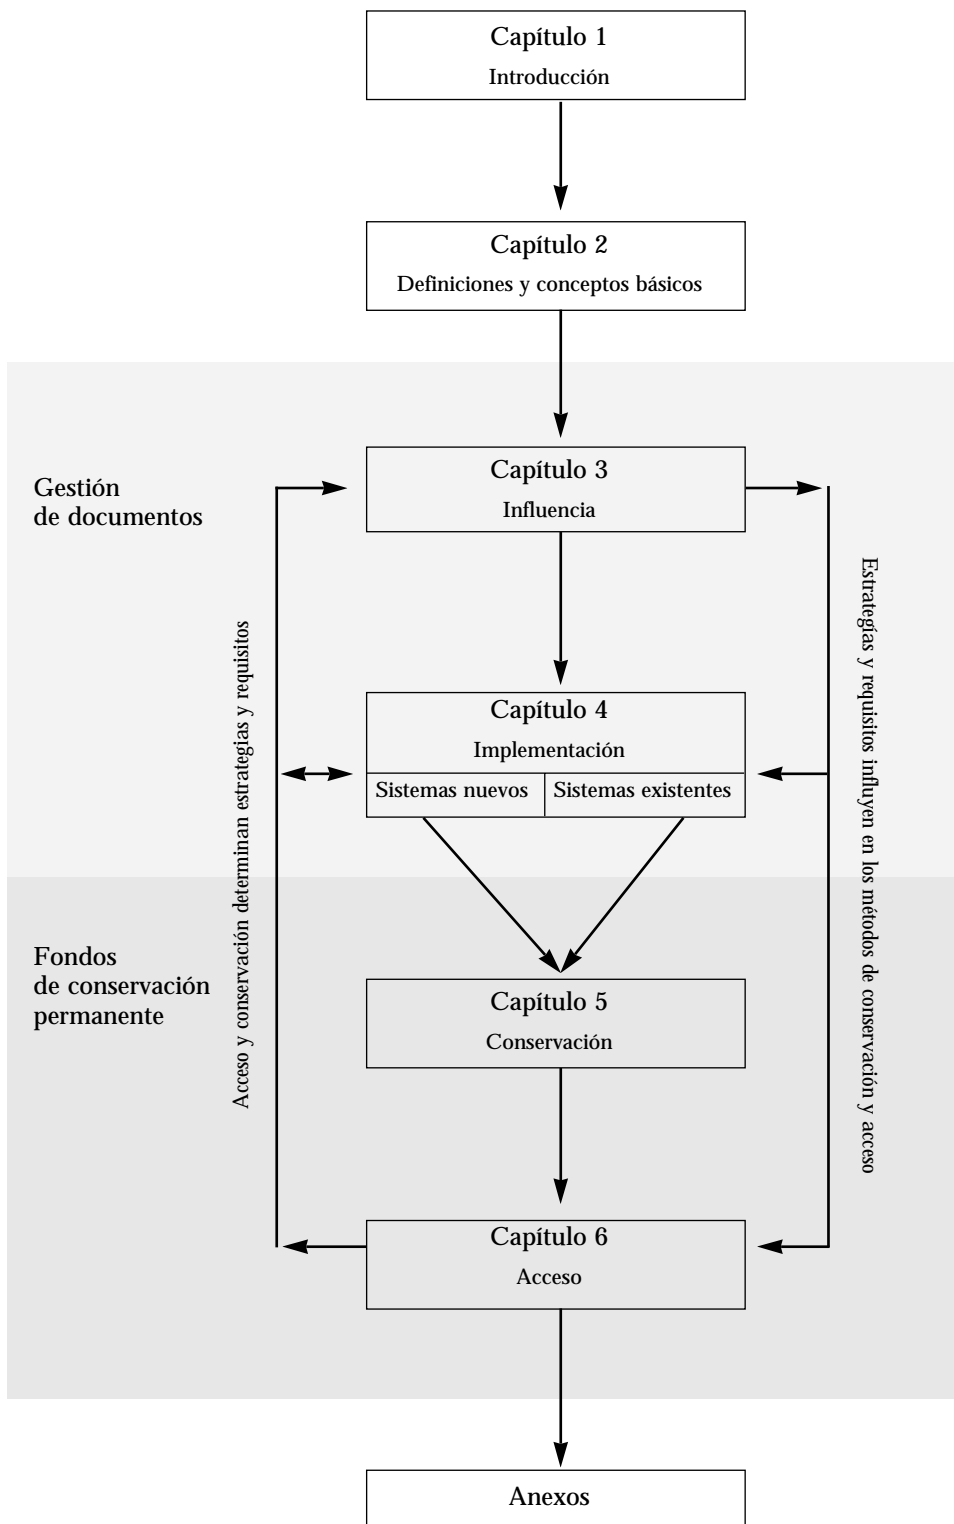 Capítulo 1
Introducción
Capítulo 2
Definiciones y conceptos básicos
Gestión
de documentos
Capítulo 3
Influencia
Acceso y conservación determinan estrategias y requisitos
Estrategías y requisitos influyen en los métodos de conservación y acceso
Capítulo 4
Implementación
Sistemas nuevos
Sistemas existentes
Fondos
de conservación
permanente
Capítulo 5
Conservación
Capítulo 6
Acceso
Anexos